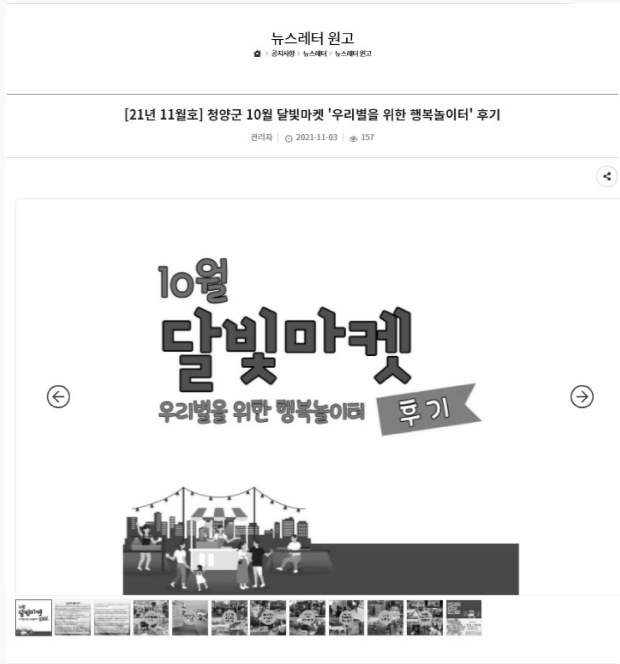 뉴스레터 원고
공지사항 > 뉴스레터 > 뉴스레터 원고
[21년 11월호] 청양군 10월 달빛마켓 '우리별을 위한 행복놀이터' 후기
관리자 | 2021-11-03 | 157
10월
달빛마켓
우리별을 위한 행복놀이터 후기